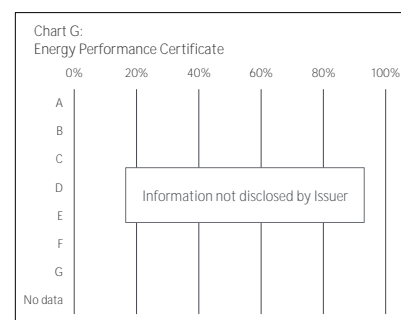 Chart G:
Energy Performance Certificate
0% 20% 40% 60% 80% 100%
A
B
C
D
Information not disclosed by Issuer
E
F
G
No data